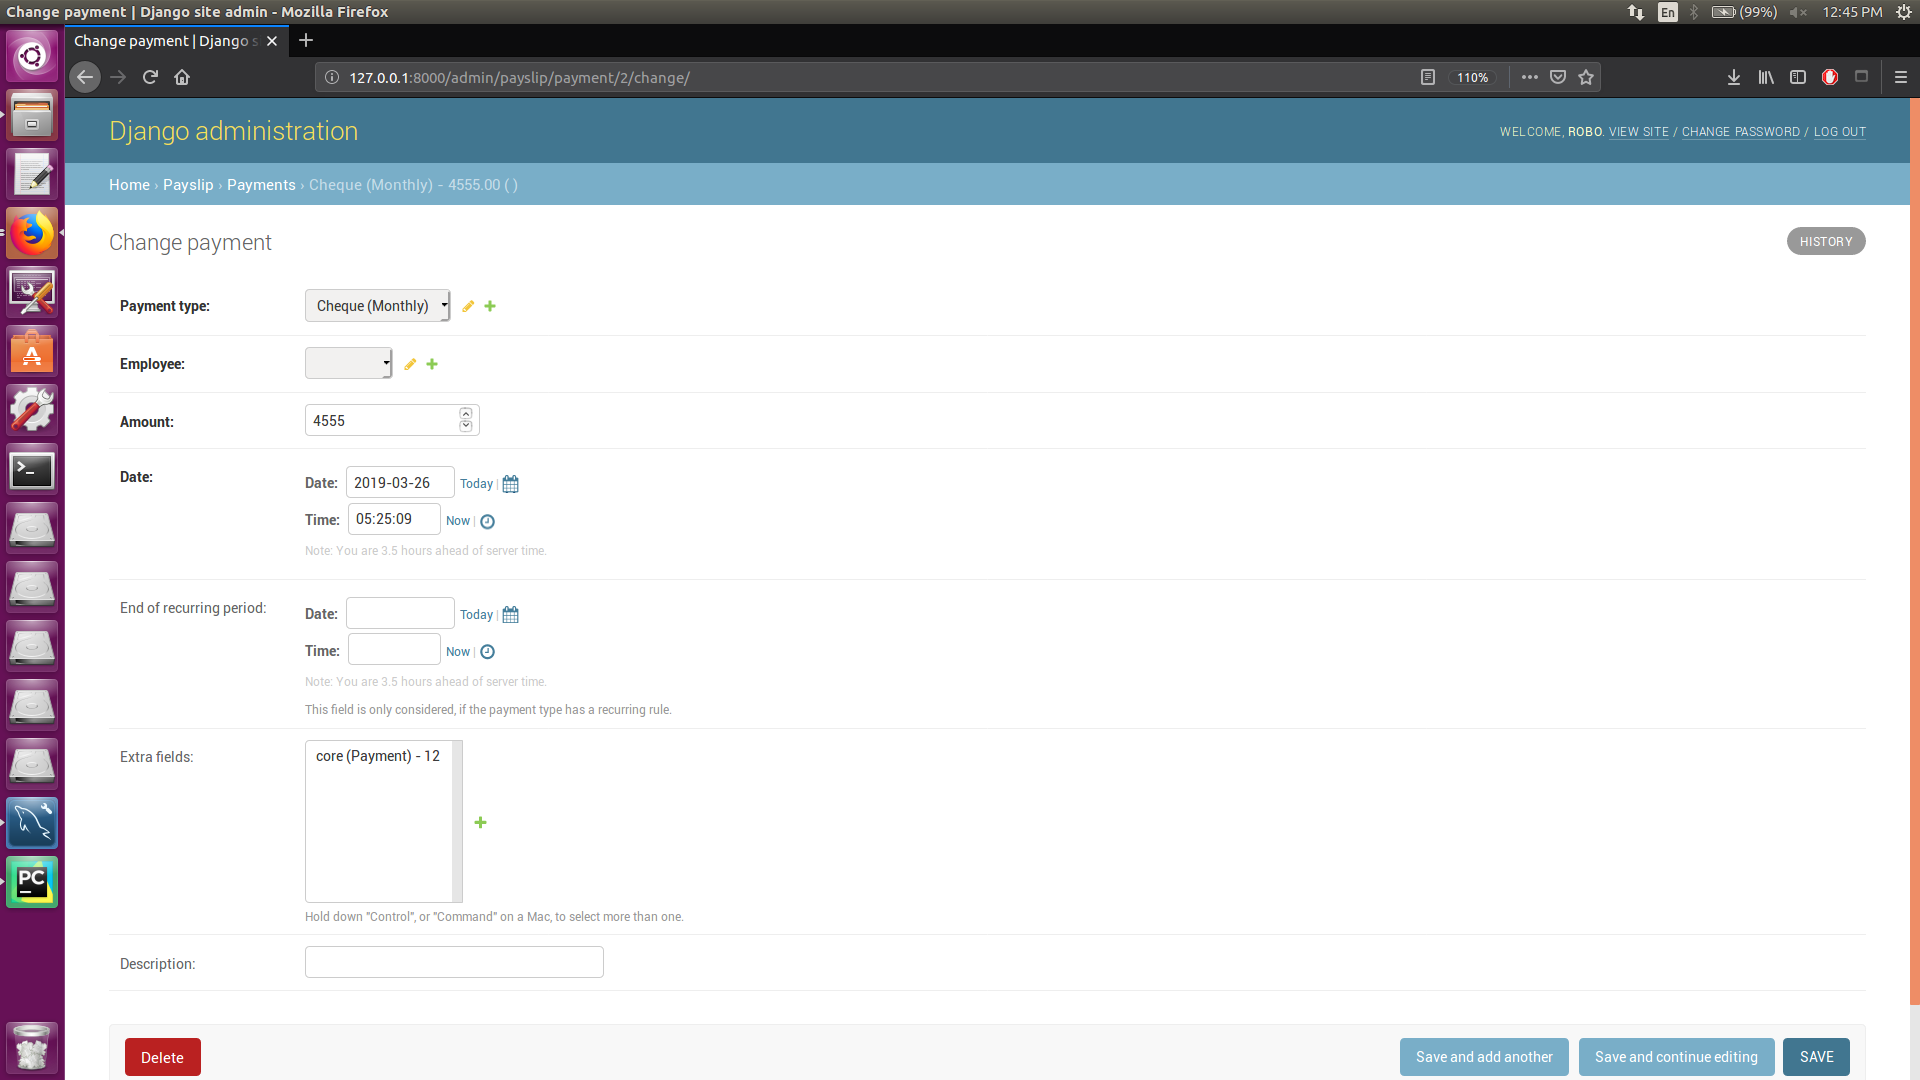 Change payment | Django site admin - Mozilla Firefox
En
(99%)
12:45 PM
Change payment | Django s
127.0.0.1:8000/admin/payslip/payment/2/change/
110%
Django administration
WELCOME, ROBO. VIEW SITE / CHANGE PASSWORD / LOG OUT
Home › Payslip › Payments › Cheque (Monthly) - 4555.00 ( )
Change payment
HISTORY
Payment type:
Cheque (Monthly)
Employee:
Amount:
4555
Date:
Date: 2019-03-26 Today |
Time: 05:25:09 Now |
Note: You are 3.5 hours ahead of server time.
End of recurring period:
Date: Today |
Time: Now |
Note: You are 3.5 hours ahead of server time.
This field is only considered, if the payment type has a recurring rule.
Extra fields:
core (Payment) - 12
Hold down "Control", or "Command" on a Mac, to select more than one.
Description:
Delete
Save and add another
Save and continue editing
SAVE
PC